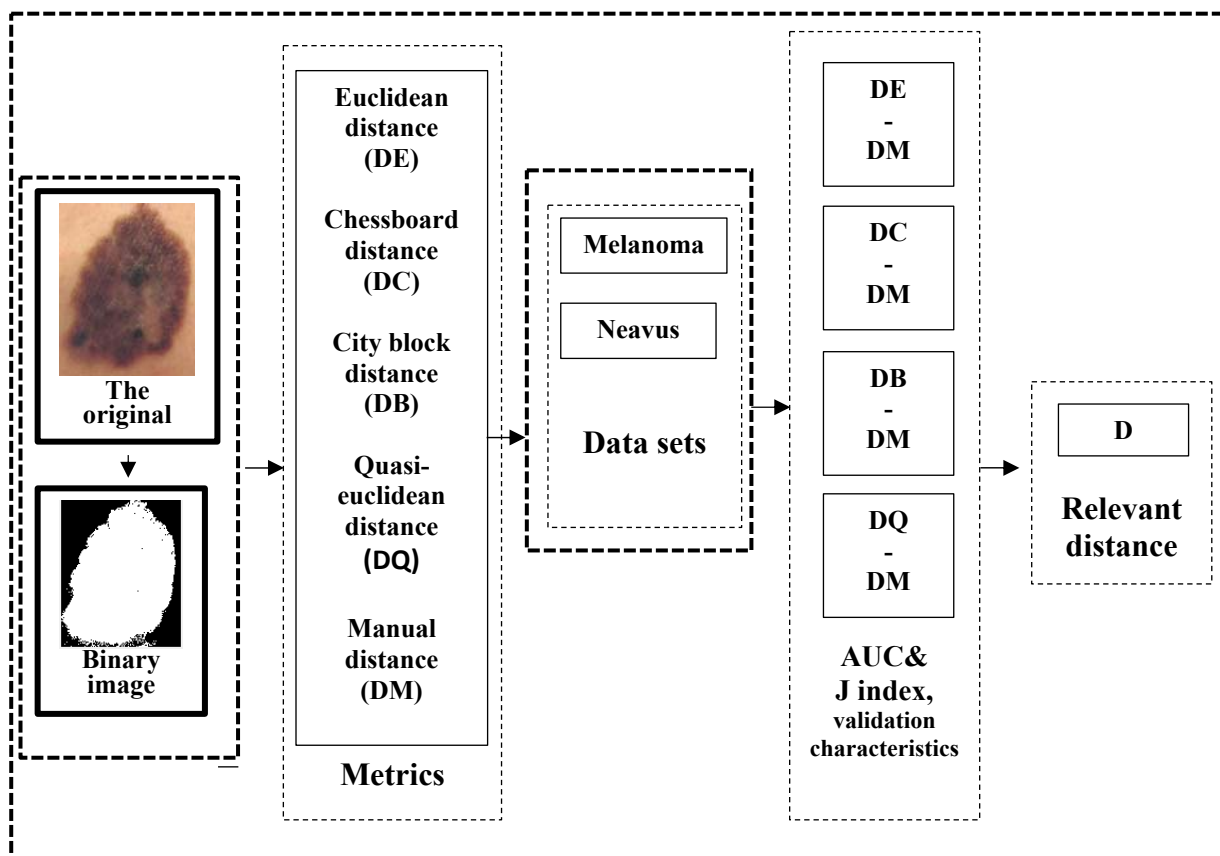 The
original
Binary
image
Euclidean
distance
(DE)
Chessboard
distance
(DC)
City block
distance
(DB)
Quasi-
euclidean
distance
(DQ)
Manual
distance
(DM)
Metrics
Melanoma
Neavus
Data sets
DE
-
DM
DC
-
DM
DB
-
DM
DQ
-
DM
AUC&
J index,
validation
characteristics
D
Relevant
distance